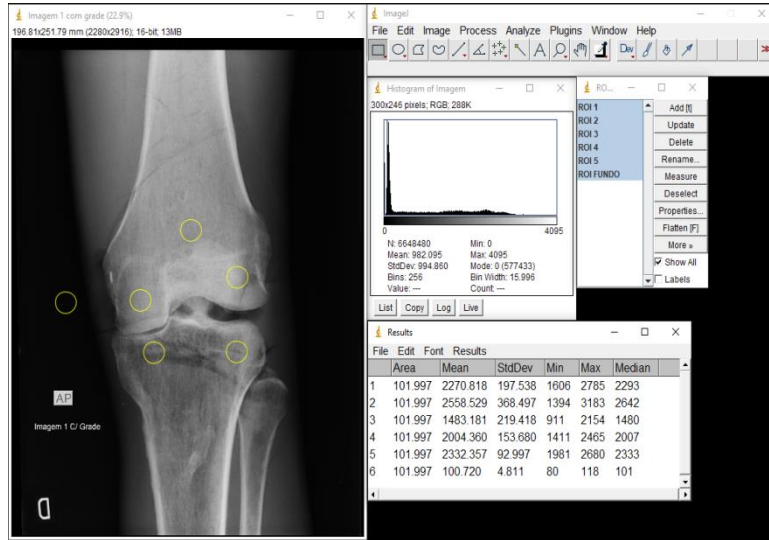 Imagem 1 com grade (22.9%)
196.81x251.79 mm (2280x2916); 16-bit; 13MB
AP
Imagem 1 C/ Grade
D
ImageJ
File Edit Image Process Analyze Plugins Window Help
A Dev
Histogram of Imagem
300x246 pixels; RGB; 288K
0 4095
N: 6648480 Min: 0
Mean: 982.095 Max: 4095
StdDev: 994.860 Mode: 0 (577433)
Bins: 256 Bin Width: 15.996
Value: --- Count: ---
List Copy Log Live
RO...
ROI 1
ROI 2
ROI 3
ROI 4
ROI 5
ROI FUNDO
Add [t]
Update
Delete
Rename...
Measure
Deselect
Properties...
Flatten [F]
More »
Show All
Labels
Results
File Edit Font Results
Area Mean StdDev Min Max Median
1 101.997 2270.818 197.538 1606 2785 2293
2 101.997 2558.529 368.497 1394 3183 2642
3 101.997 1483.181 219.418 911 2154 1480
4 101.997 2004.360 153.680 1411 2465 2007
5 101.997 2332.357 92.997 1981 2680 2333
6 101.997 100.720 4.811 80 118 101